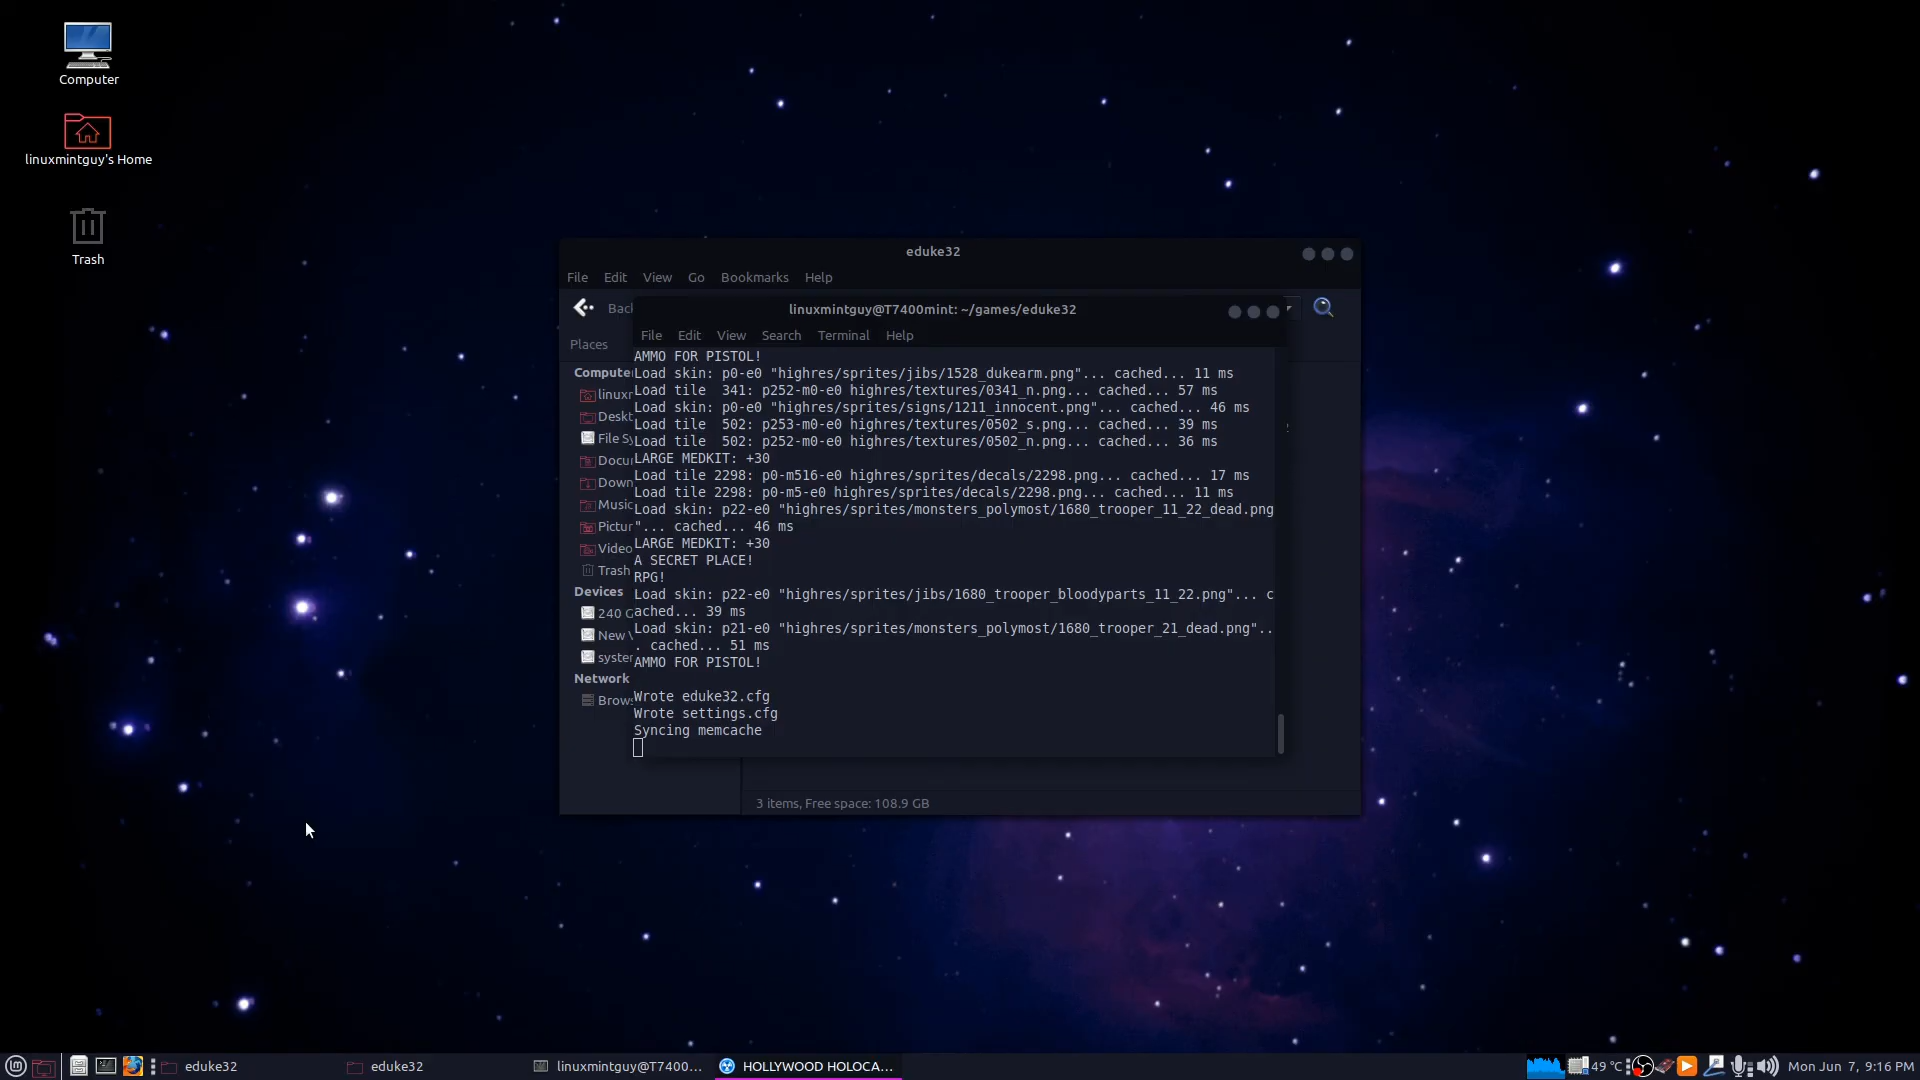 Computer
linuxmintguy's Home
Trash
eduke32
File Edit View Go Bookmarks Help
Back
linuxmintguy@T7400mint: ~/games/eduke32
File Edit View Search Terminal Help
Places
Computer
Devices
Network
Trash
AMMO FOR PISTOL!
Load skin: p0-e0 "highres/sprites/jibs/1528_dukearm.png"... cached... 11 ms
Load tile  341: p252-m0-e0 highres/textures/0341_n.png... cached... 57 ms
Load skin: p0-e0 "highres/sprites/signs/1211_innocent.png"... cached... 46 ms
Load tile  502: p253-m0-e0 highres/textures/0502_s.png... cached... 39 ms
Load tile  502: p252-m0-e0 highres/textures/0502_n.png... cached... 36 ms
LARGE MEDKIT: +30
Load tile 2298: p0-m516-e0 highres/sprites/decals/2298.png... cached... 17 ms
Load tile 2298: p0-m5-e0 highres/sprites/decals/2298.png... cached... 11 ms
Load skin: p22-e0 "highres/sprites/monsters_polymost/1680_trooper_11_22_dead.png
"... cached... 46 ms
LARGE MEDKIT: +30
A SECRET PLACE!
RPG!
Load skin: p22-e0 "highres/sprites/jibs/1680_trooper_bloodyparts_11_22.png"... c
ached... 39 ms
Load skin: p21-e0 "highres/sprites/monsters_polymost/1680_trooper_21_dead.png"..
. cached... 51 ms
AMMO FOR PISTOL!
Wrote eduke32.cfg
Wrote settings.cfg
Syncing memcache
3 items, Free space: 108.9 GB
eduke32 eduke32 linuxmintguy@T7400... HOLLYWOOD HOLOCA... 49 °C Mon Jun 7, 9:16 PM